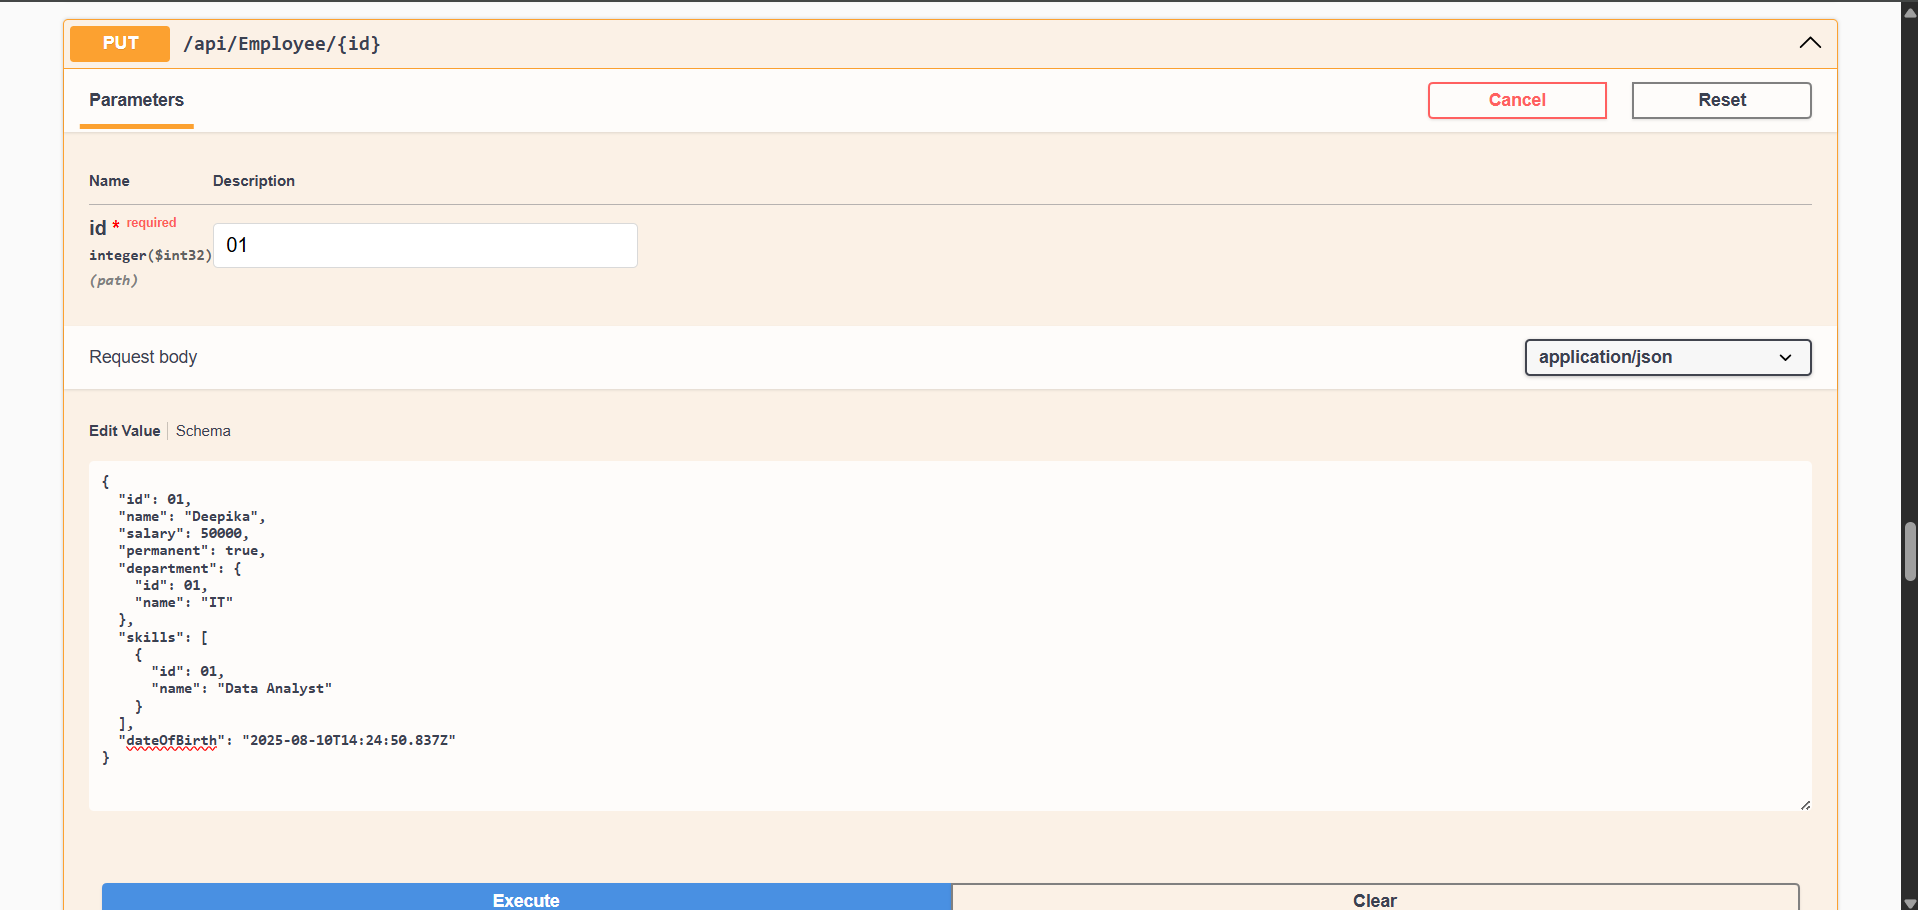 PUT /api/Employee/{id}
Parameters
Cancel
Reset
Name Description
id * required
integer($int32)
(path)
01
Request body
application/json
Edit Value Schema
{
  "id": 01,
  "name": "Deepika",
  "salary": 50000,
  "permanent": true,
  "department": {
    "id": 01,
    "name": "IT"
  },
  "skills": [
    {
      "id": 01,
      "name": "Data Analyst"
    }
  ],
  "dateOfBirth": "2025-08-10T14:24:50.837Z"
}
Execute
Clear